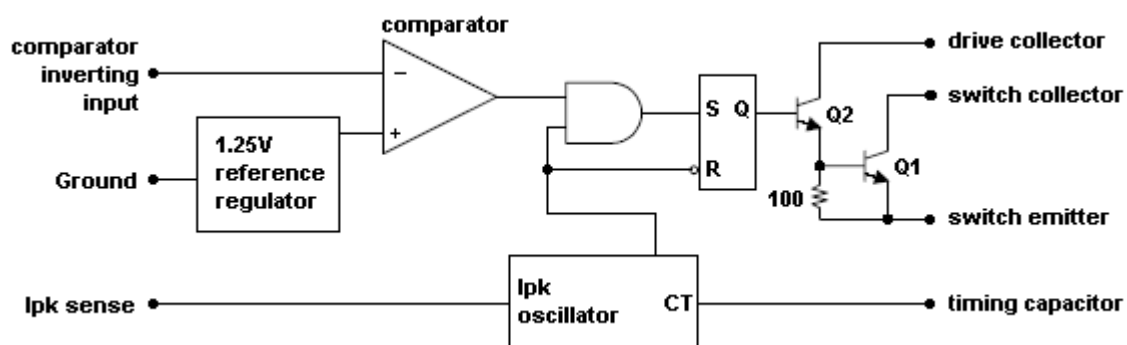 comparator
comparator
inverting
input
drive collector
−
+
S
Q
R
Q2
switch collector
Q1
1.25V
reference
regulator
Ground
100
switch emitter
Ipk sense
Ipk
oscillator
CT
timing capacitor